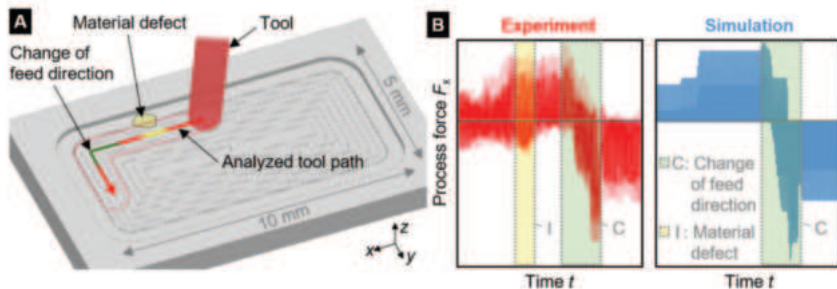 A
Material defect
Tool
Change of
feed direction
Analyzed tool path
5 mm
10 mm
z
x
y
B
Experiment
Simulation
Process force Fx
I
C
C: Change
of feed
direction
I: Material
defect
C
Time t
Time t